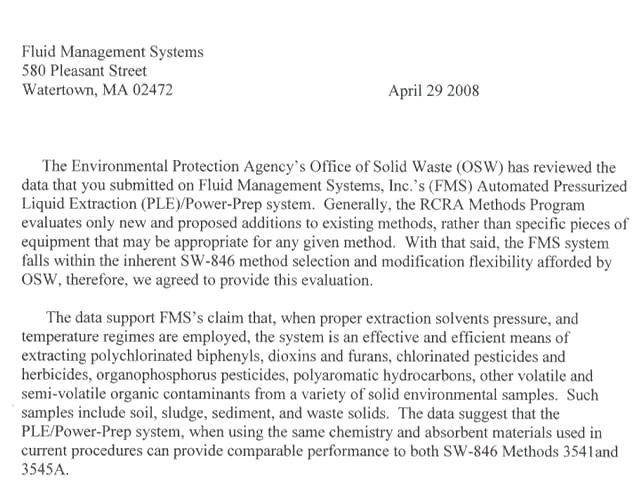 Fluid Management Systems
580 Pleasant Street
Watertown, MA 02472 April 29 2008
The Environmental Protection Agency's Office of Solid Waste (OSW) has reviewed the
data that you submitted on Fluid Management Systems, Inc.'s (FMS) Automated Pressurized
Liquid Extraction (PLE)/Power-Prep system. Generally, the RCRA Methods Program
evaluates only new and proposed additions to existing methods, rather than specific pieces of
equipment that may be appropriate for any given method. With that said, the FMS system
falls within the inherent SW-846 method selection and modification flexibility afforded by
OSW, therefore, we agreed to provide this evaluation.
The data support FMS's claim that, when proper extraction solvents pressure, and
temperature regimes are employed, the system is an effective and efficient means of
extracting polychlorinated biphenyls, dioxins and furans, chlorinated pesticides and
herbicides, organophosphorus pesticides, polyaromatic hydrocarbons, other volatile and
semi-volatile organic contaminants from a variety of solid environmental samples. Such
samples include soil, sludge, sediment, and waste solids. The data suggest that the
PLE/Power-Prep system, when using the same chemistry and absorbent materials used in
current procedures can provide comparable performance to both SW-846 Methods 3541and
3545A.